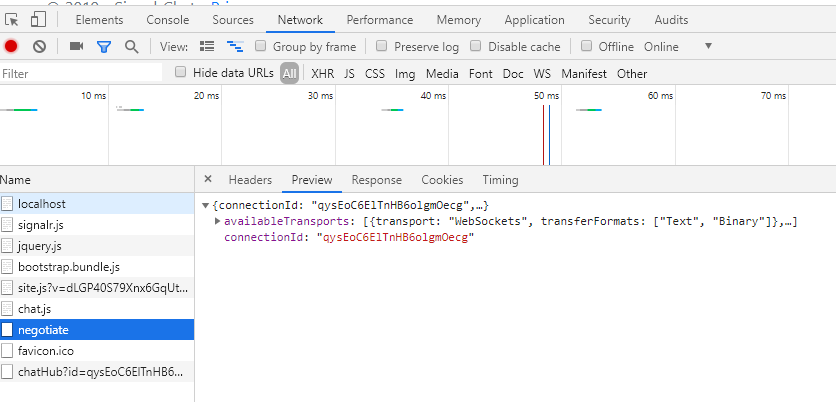 Elements Console Sources Network Performance Memory Application Security Audits
View: Group by frame Preserve log Disable cache Offline Online
Filter Hide data URLs All XHR JS CSS Img Media Font Doc WS Manifest Other
10 ms 20 ms 30 ms 40 ms 50 ms 60 ms 70 ms
Name × Headers Preview Response Cookies Timing
localhost
signalr.js
jquery.js
bootstrap.bundle.js
site.js?v=dLGP40S79Xnx6GqUt...
chat.js
negotiate
favicon.ico
chatHub?id=qysEoC6ElTnHB6...
{connectionId: "qysEoC6ElTnHB6olgmOecg",…}
availableTransports: [{transport: "WebSockets", transferFormats: ["Text", "Binary"]},…]
connectionId: "qysEoC6ElTnHB6olgmOecg"